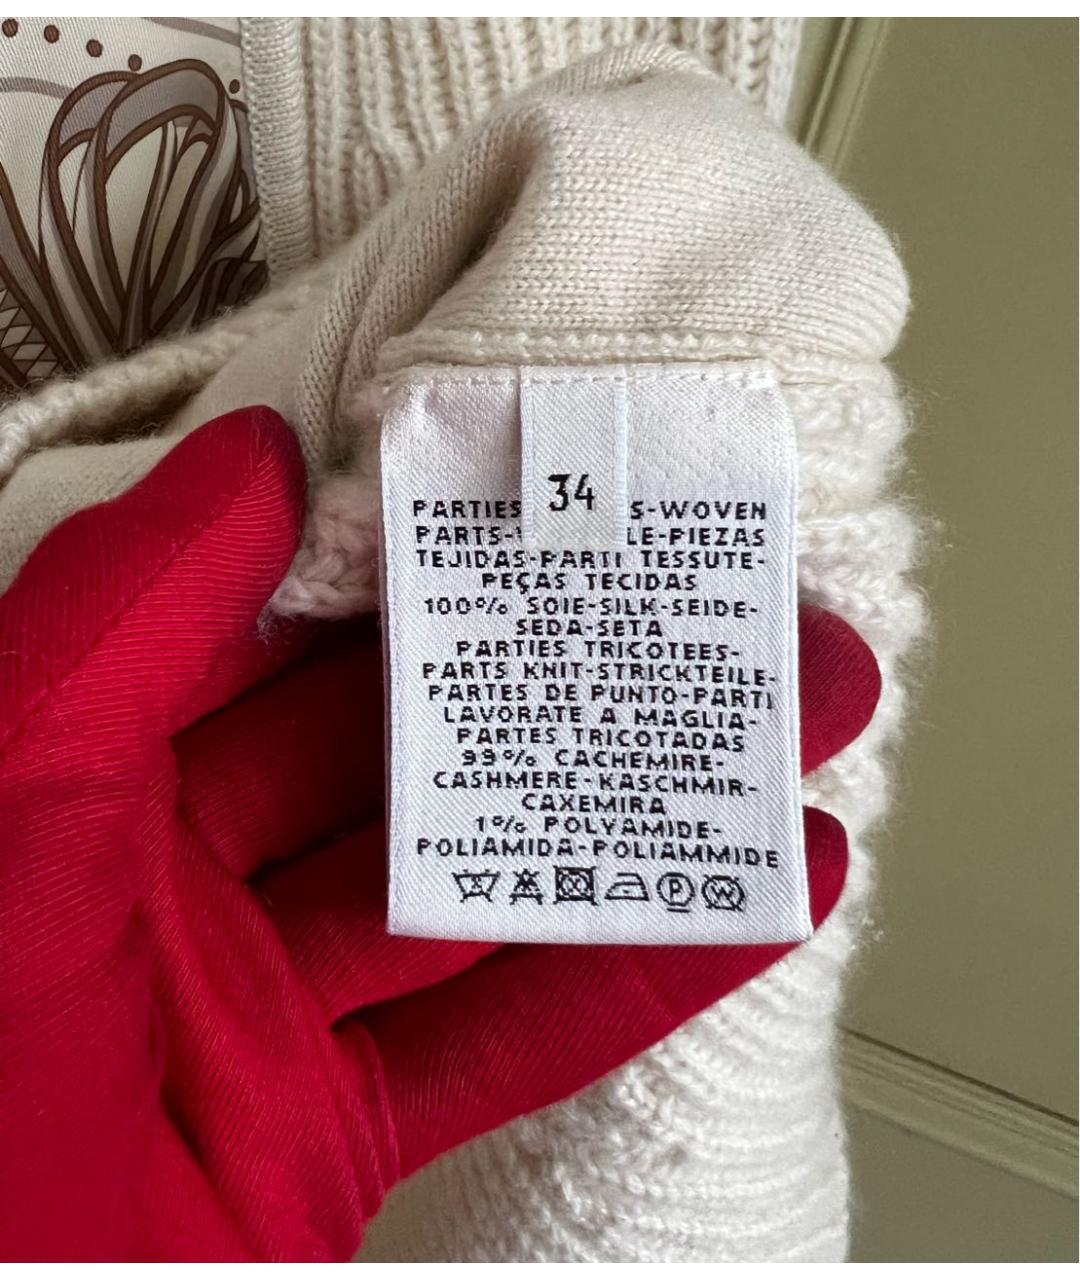 34
PARTIES S-WOVEN
PARTS- LE-PIEZAS
TEJIDAS-PARTI TESSUTE-
PEÇAS TECIDAS
100% SOIE-SILK-SEIDE-
SEDA-SETA
PARTIES TRICOTEES-
PARTS KNIT-STRICKTEILE-
PARTES DE PUNTO-PARTI
LAVORATE A MAGLIA-
PARTES TRICOTADAS
99% CACHEMIRE-
CASHMERE-KASCHMIR-
CAXEMIRA
1% POLYAMIDE-
POLIAMIDA-POLIAMMIDE
P W